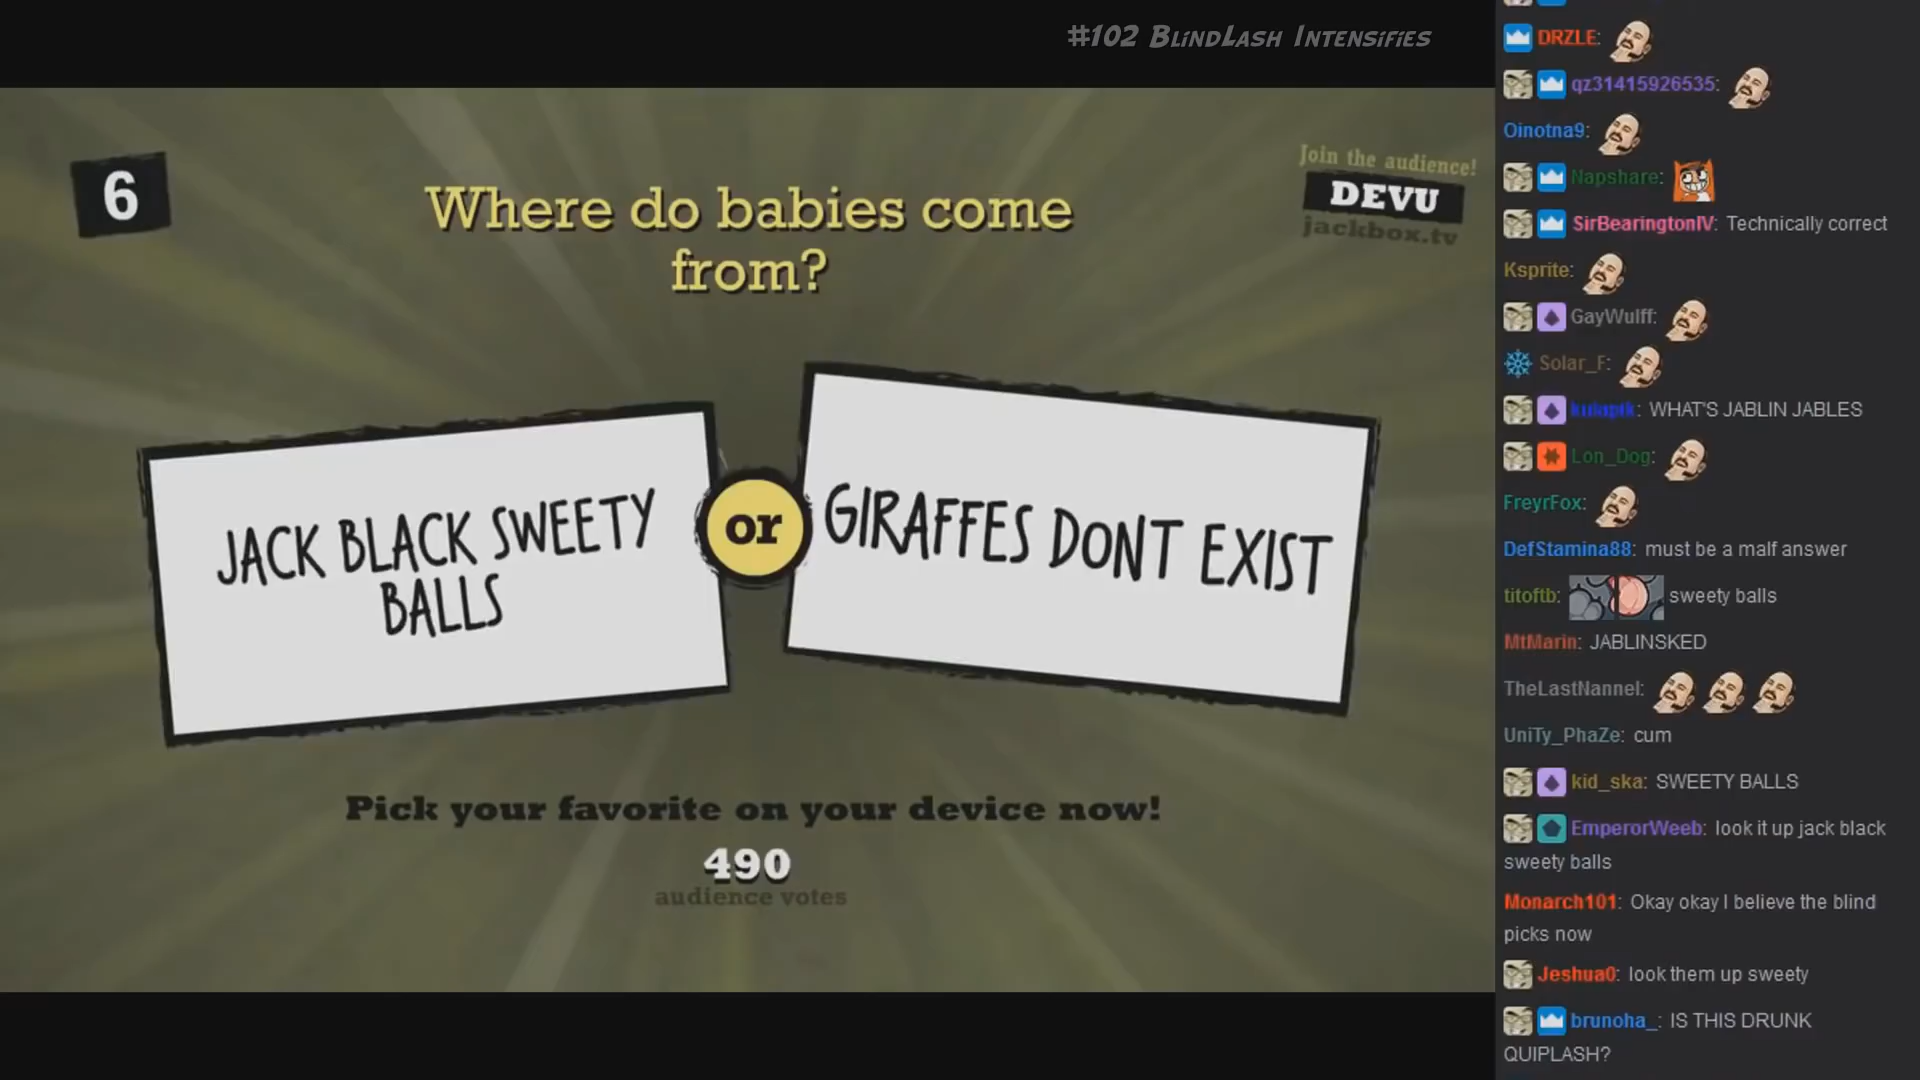 #102 BlindLash Intensifies
6
Where do babies come
from?
Join the audience!
DEVU
jackbox.tv
JACK BLACK SWEETY
BALLS
or
GIRAFFES DONT EXIST
Pick your favorite on your device now!
490
audience votes
DRZLE:
qz31415926535:
Oinotna9:
Napshare:
SirBearingtonIV: Technically correct
Ksprite:
GayWulff:
Solar_F:
kulapik: WHAT'S JABLIN JABLES
Lon_Dog:
FreyrFox:
DefStamina88: must be a malf answer
titoftb: sweety balls
MtMarin: JABLINSKED
TheLastNannel:
UniTy_PhaZe: cum
kid_ska: SWEETY BALLS
EmperorWeeb: look it up jack black
sweety balls
Monarch101: Okay okay I believe the blind
picks now
Jeshua0: look them up sweety
brunoha_: IS THIS DRUNK
QUIPLASH?